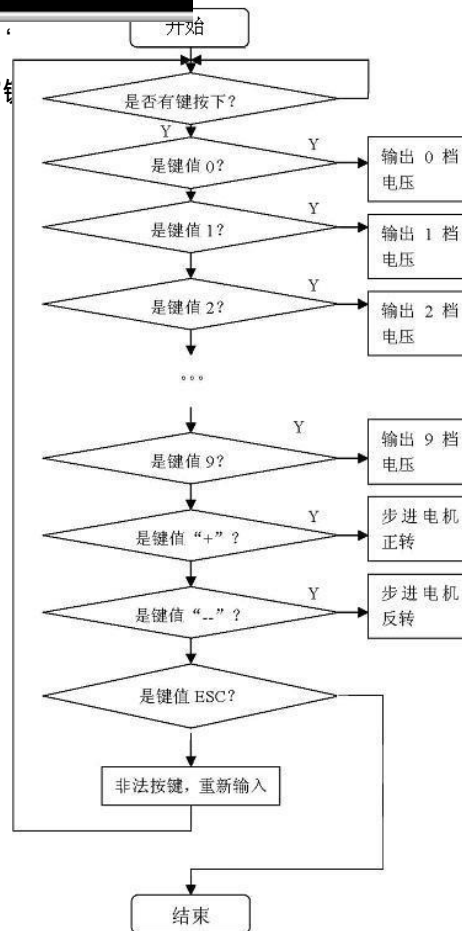 开始
是否有键按下？
Y
Y
是键值 0？
输出 0 档
电压
Y
是键值 1？
输出 1 档
电压
Y
是键值 2？
输出 2 档
电压
。。。
Y
是键值 9？
输出 9 档
电压
Y
是键值“+”？
步进电机
正转
Y
是键值“--”？
步进电机
反转
是键值 ESC？
非法按键，重新输入
结束